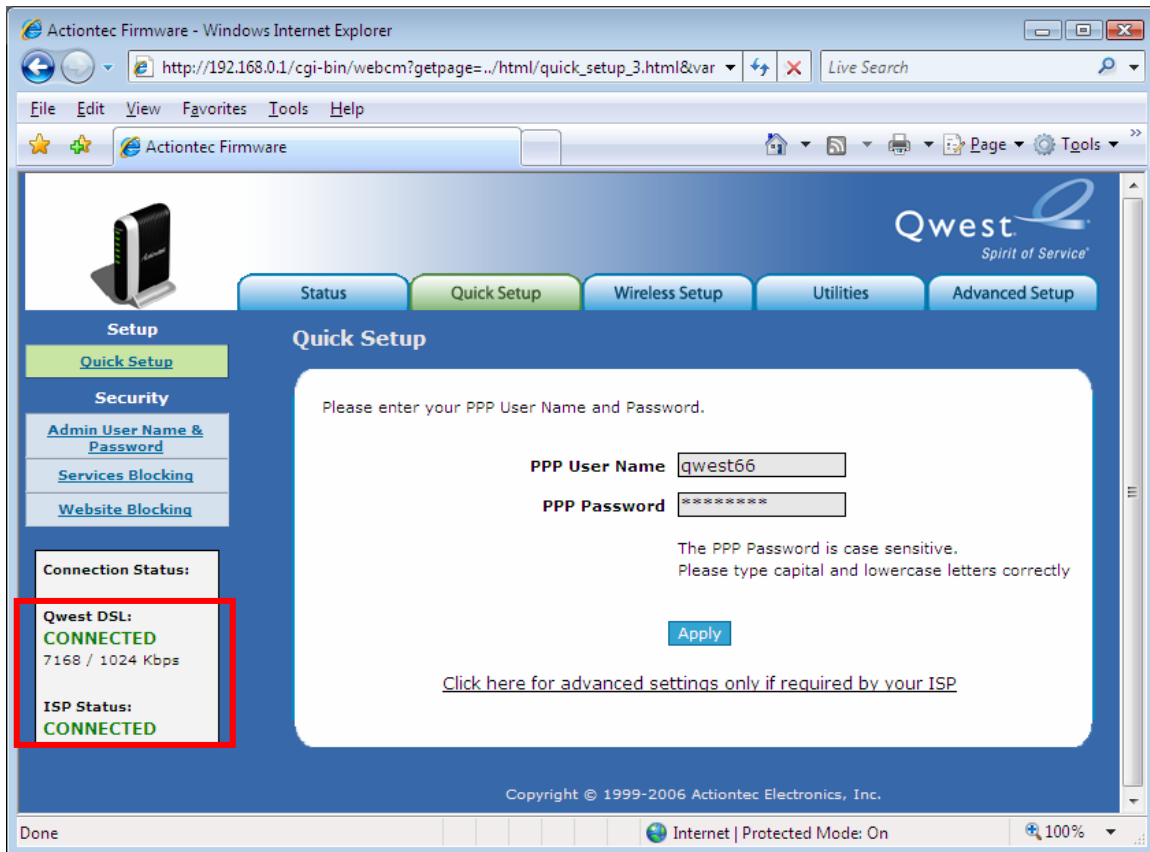 Actiontec Firmware - Windows Internet Explorer
http://192.168.0.1/cgi-bin/webcm?getpage=../html/quick_setup_3.html&var
Live Search
File Edit View Favorites Tools Help
Actiontec Firmware
Page Tools »
Qwest
Spirit of Service
Status Quick Setup Wireless Setup Utilities Advanced Setup
Setup
Quick Setup
Security
Admin User Name &
Password
Services Blocking
Website Blocking
Connection Status:
Qwest DSL:
CONNECTED
7168 / 1024 Kbps
ISP Status:
CONNECTED
Quick Setup
Please enter your PPP User Name and Password.
PPP User Name qwest66
PPP Password ********
The PPP Password is case sensitive.
Please type capital and lowercase letters correctly
Apply
Click here for advanced settings only if required by your ISP
Copyright © 1999-2006 Actiontec Electronics, Inc.
Done Internet | Protected Mode: On 100%